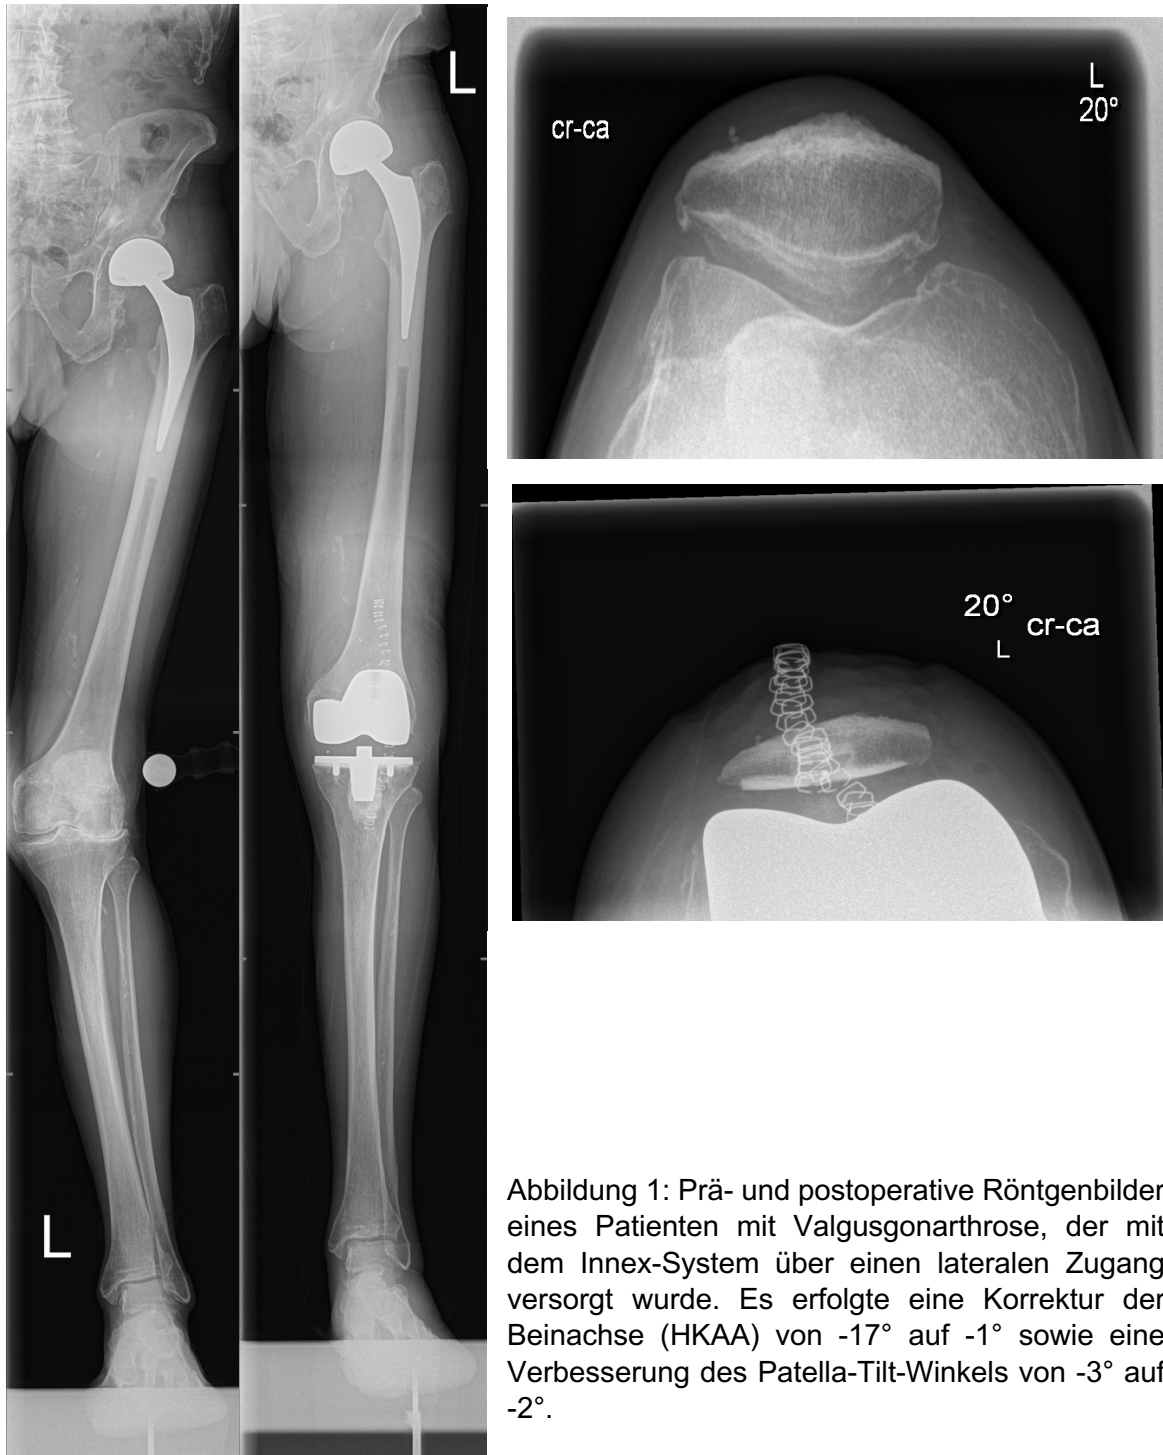 L
L
cr-ca
L
20°
20°
cr-ca
L
Abbildung 1: Prä- und postoperative Röntgenbilder
eines Patienten mit Valgusgonarthrose, der mit
dem Innex-System über einen lateralen Zugang
versorgt wurde. Es erfolgte eine Korrektur der
Beinachse (HKAA) von -17° auf -1° sowie eine
Verbesserung des Patella-Tilt-Winkels von -3° auf
-2°.